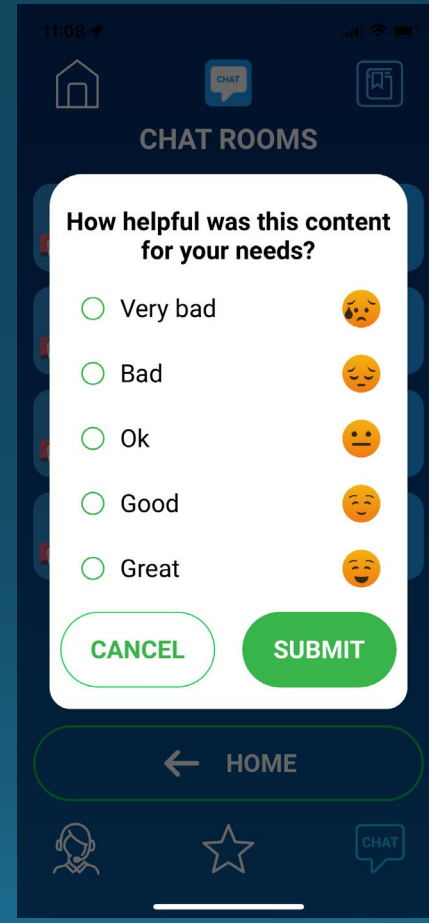 11:08
CHAT
CHAT ROOMS
How helpful was this content
for your needs?
Very bad
Bad
Ok
Good
Great
CANCEL
SUBMIT
HOME
CHAT